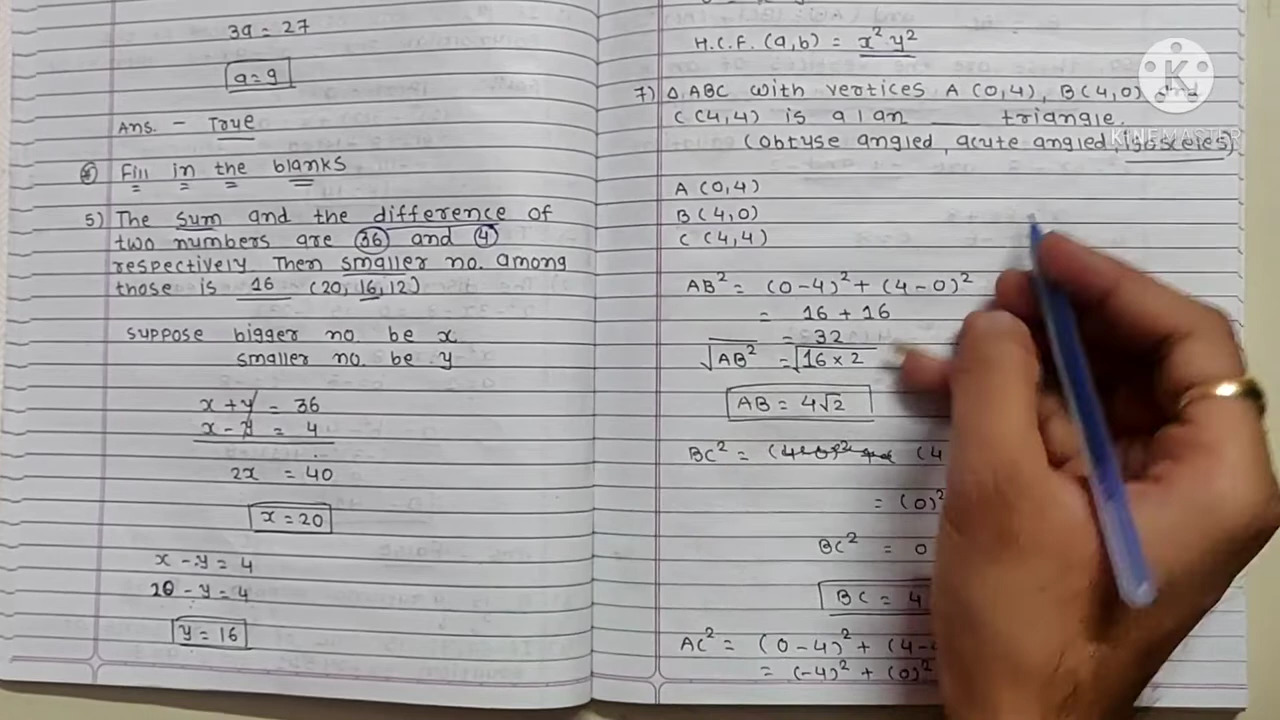 3a = 27
a = 9
Ans. - True
Fill in the blanks
5) The sum and the difference of
two numbers are 36 and 4
respectively Then smaller no. among
those is 16 (20, 16, 12)
suppose bigger no. be x
smaller no. be y
x + y = 36
x - y = 4
2x = 40
x = 20
x - y = 4
20 - y = 4
y = 16
H.C.F. (a,b) = x²·y²
7) Δ ABC with vertices A (0,4), B(4,0) and
C (4,4) is a | an ___ triangle.
(obtuse angled, acute angled, isosceles)
A (0,4)
B (4,0)
C (4,4)
AB² = (0-4)² + (4-0)²
= 16 + 16
= 32
√AB² = √16 × 2
AB = 4√2
BC² = (4
= (0)²
BC² = 0
BC = 4
AC² = (0-4)² + (4-
= (-4)² + (0)²
K
KINEMASTER